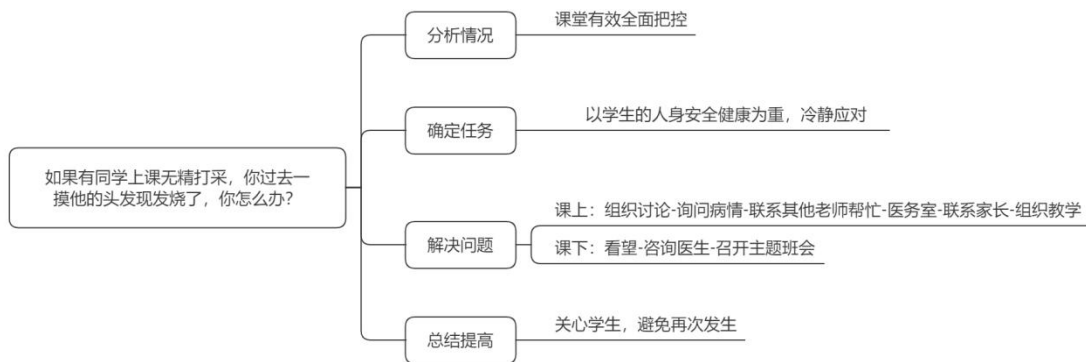 如果有同学上课无精打采，你过去一
摸他的头发现发烧了，你怎么办？
分析情况
课堂有效全面把控
确定任务
以学生的人身安全健康为重，冷静应对
解决问题
课上：组织讨论-询问病情-联系其他老师帮忙-医务室-联系家长-组织教学
课下：看望-咨询医生-召开主题班会
总结提高
关心学生，避免再次发生